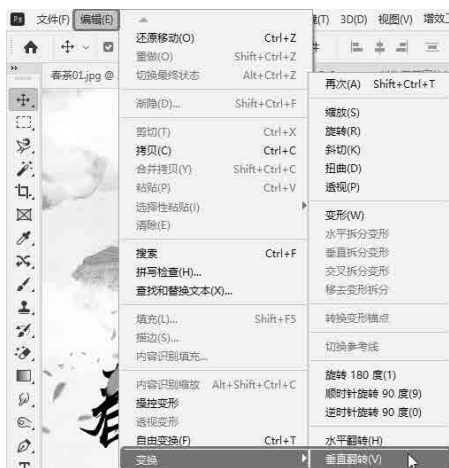 Ps 文件(F) 编辑(E) (T) 3D(D) 视图(V) 增效工
春茶01.jpg @
还原移动(O) Ctrl+Z
重做(O) Shift+Ctrl+Z
切换最终状态 Alt+Ctrl+Z
渐隐(D)... Shift+Ctrl+F
剪切(T) Ctrl+X
拷贝(C) Ctrl+C
合并拷贝(Y) Shift+Ctrl+C
粘贴(P) Ctrl+V
选择性粘贴(I)
清除(E)
搜索 Ctrl+F
拼写检查(H)...
查找和替换文本(X)...
填充(L)... Shift+F5
描边(S)...
内容识别填充...
内容识别缩放 Alt+Shift+Ctrl+C
操控变形
透视变形
自由变换(F) Ctrl+T
变换
再次(A) Shift+Ctrl+T
缩放(S)
旋转(R)
斜切(K)
扭曲(D)
透视(P)
变形(W)
水平拆分变形
垂直拆分变形
交叉拆分变形
移去变形拆分
转换变形锚点
切换参考线
旋转 180 度(1)
顺时针旋转 90 度(9)
逆时针旋转 90 度(0)
水平翻转(H)
垂直翻转(V)
春